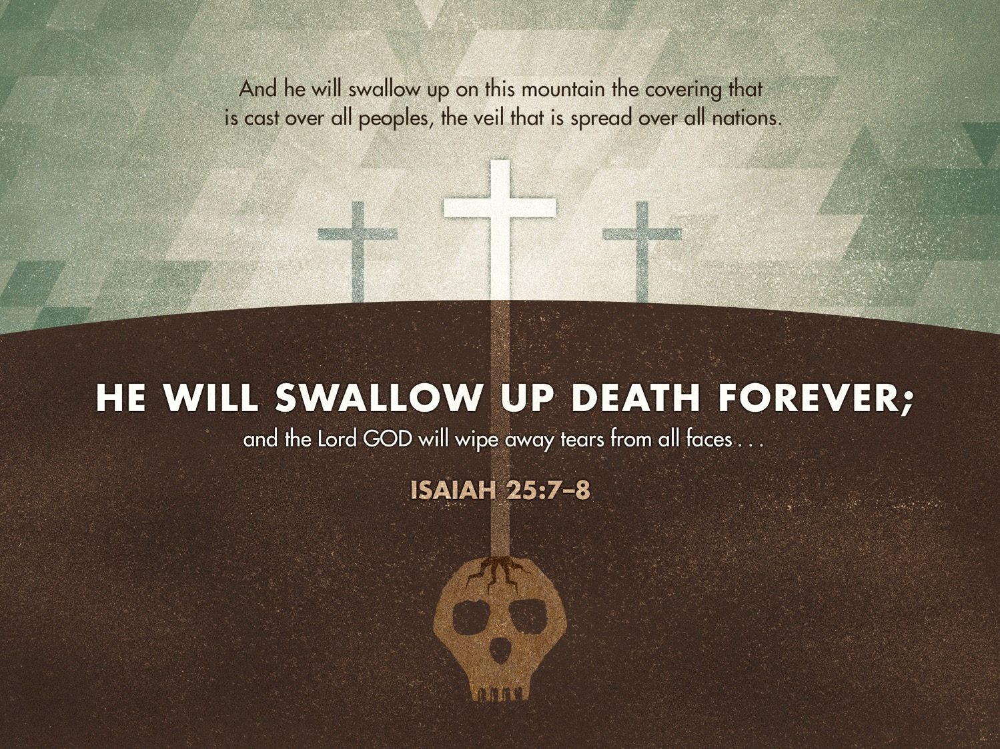 And he will swallow up on this mountain the covering that
is cast over all peoples, the veil that is spread over all nations.
HE WILL SWALLOW UP DEATH FOREVER;
and the Lord GOD will wipe away tears from all faces . . .
ISAIAH 25:7–8